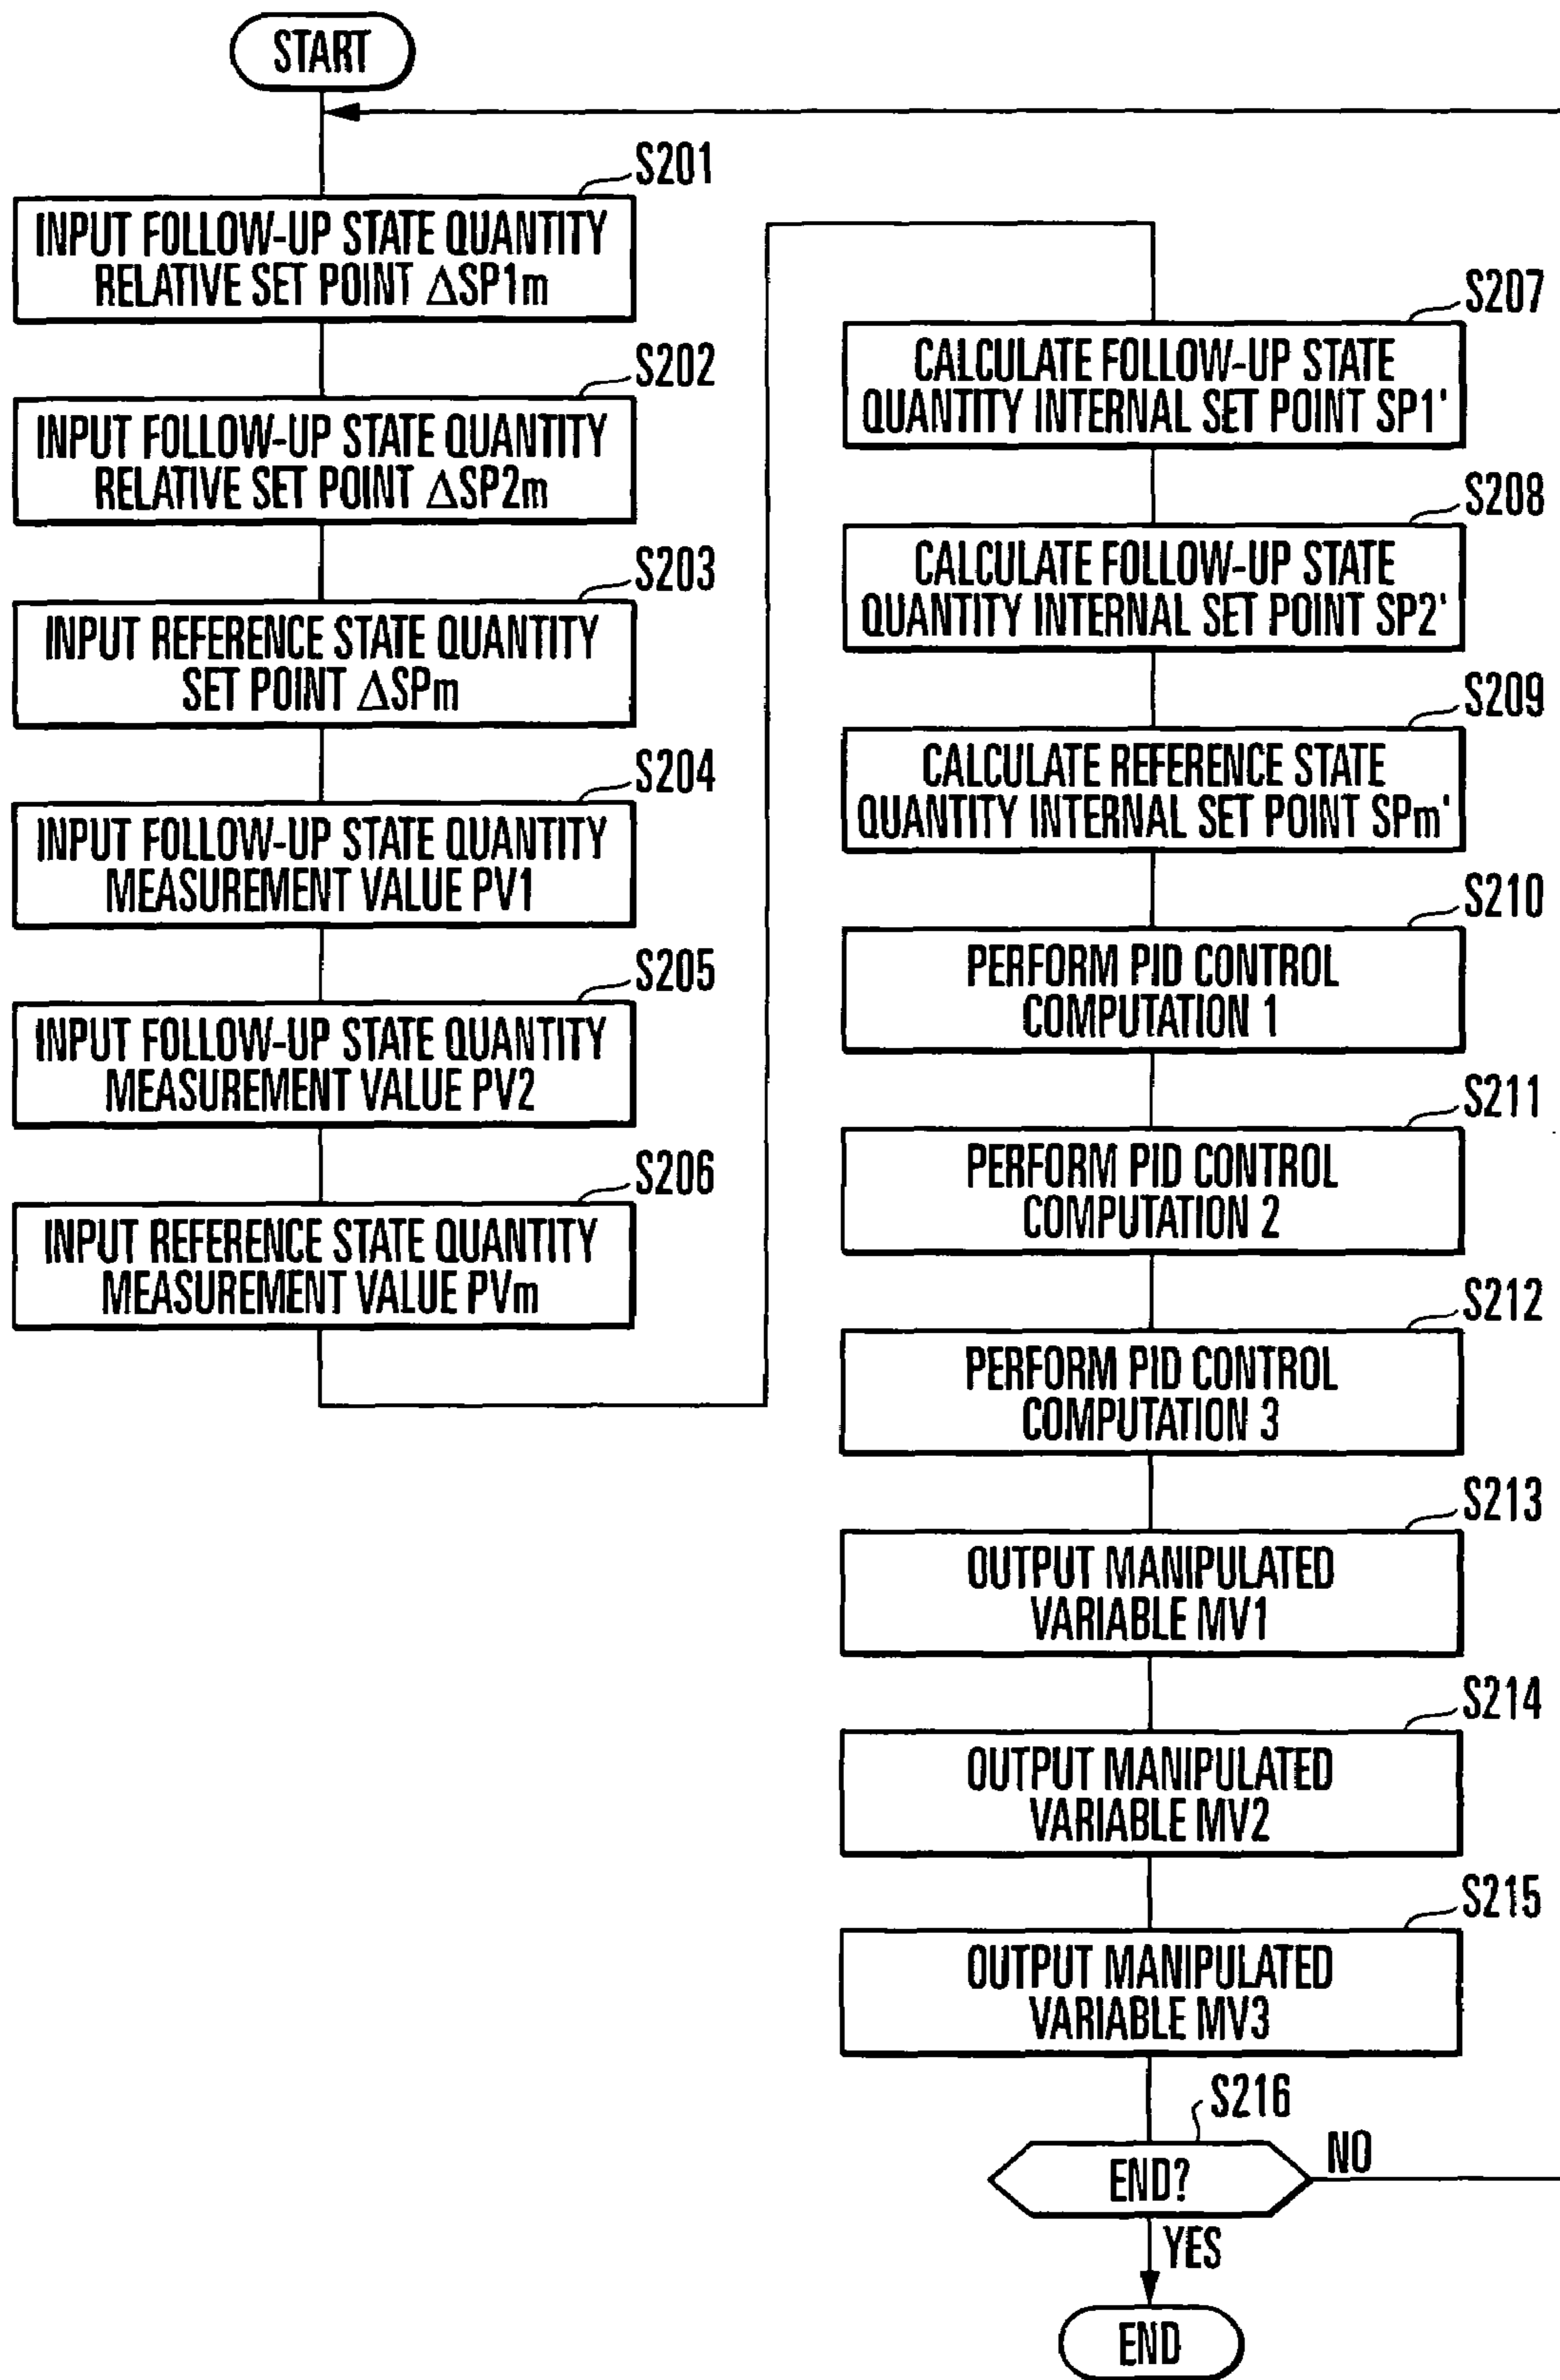 START
S201
INPUT FOLLOW-UP STATE QUANTITY
RELATIVE SET POINT ΔSP1m
S202
INPUT FOLLOW-UP STATE QUANTITY
RELATIVE SET POINT ΔSP2m
S203
INPUT REFERENCE STATE QUANTITY
SET POINT ΔSPm
S204
INPUT FOLLOW-UP STATE QUANTITY
MEASUREMENT VALUE PV1
S205
INPUT FOLLOW-UP STATE QUANTITY
MEASUREMENT VALUE PV2
S206
INPUT REFERENCE STATE QUANTITY
MEASUREMENT VALUE PVm
S207
CALCULATE FOLLOW-UP STATE
QUANTITY INTERNAL SET POINT SP1'
S208
CALCULATE FOLLOW-UP STATE
QUANTITY INTERNAL SET POINT SP2'
S209
CALCULATE REFERENCE STATE
QUANTITY INTERNAL SET POINT SPm'
S210
PERFORM PID CONTROL
COMPUTATION 1
S211
PERFORM PID CONTROL
COMPUTATION 2
S212
PERFORM PID CONTROL
COMPUTATION 3
S213
OUTPUT MANIPULATED
VARIABLE MV1
S214
OUTPUT MANIPULATED
VARIABLE MV2
S215
OUTPUT MANIPULATED
VARIABLE MV3
S216
END?
NO
YES
END